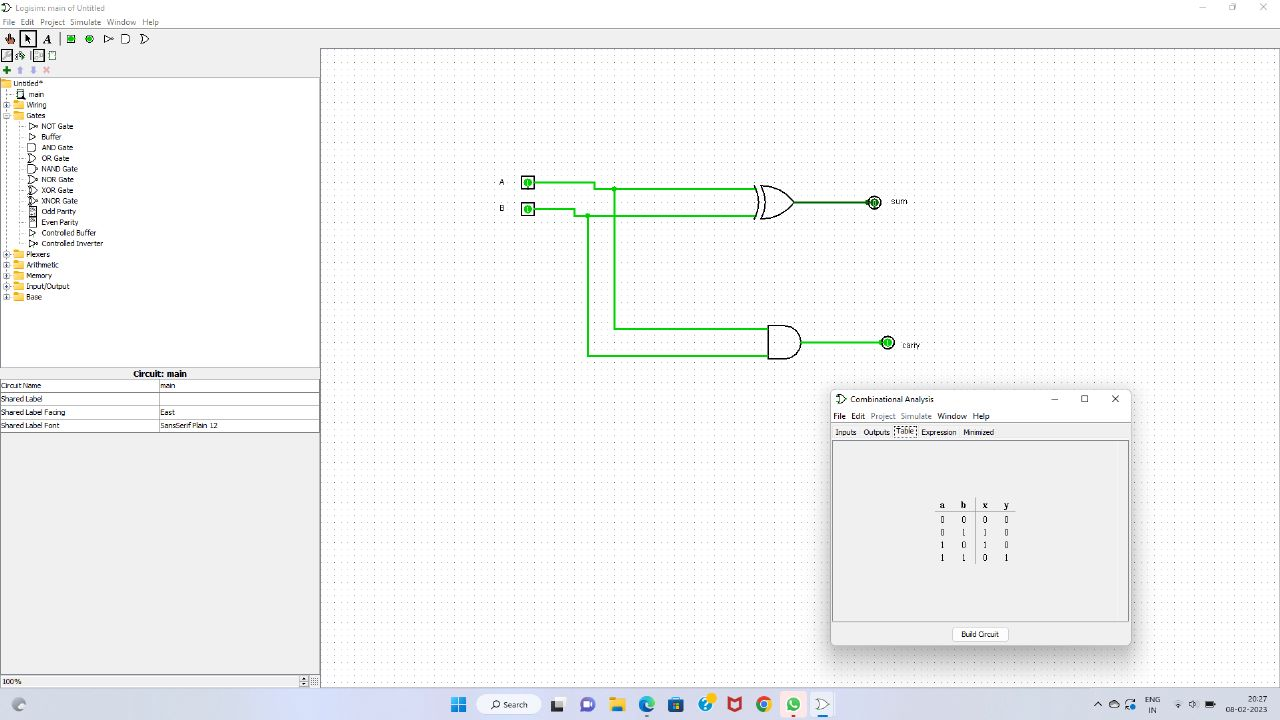 Logisim: main of Untitled
File Edit Project Simulate Window Help
A
Untitled*
main
Wiring
Gates
NOT Gate
Buffer
AND Gate
OR Gate
NAND Gate
NOR Gate
XOR Gate
XNOR Gate
Odd Parity
Even Parity
Controlled Buffer
Controlled Inverter
Plexers
Arithmetic
Memory
Input/Output
Base
Circuit: main
Circuit Name main
Shared Label
Shared Label Facing East
Shared Label Font SansSerif Plain 12
100%
A
B
sum
carry
Combinational Analysis
File Edit Project Simulate Window Help
Inputs Outputs Table Expression Minimized
a b x y
0 0 0 0
0 1 1 0
1 0 1 0
1 1 0 1
Build Circuit
Search
ENG
IN
20:27
08-02-2023